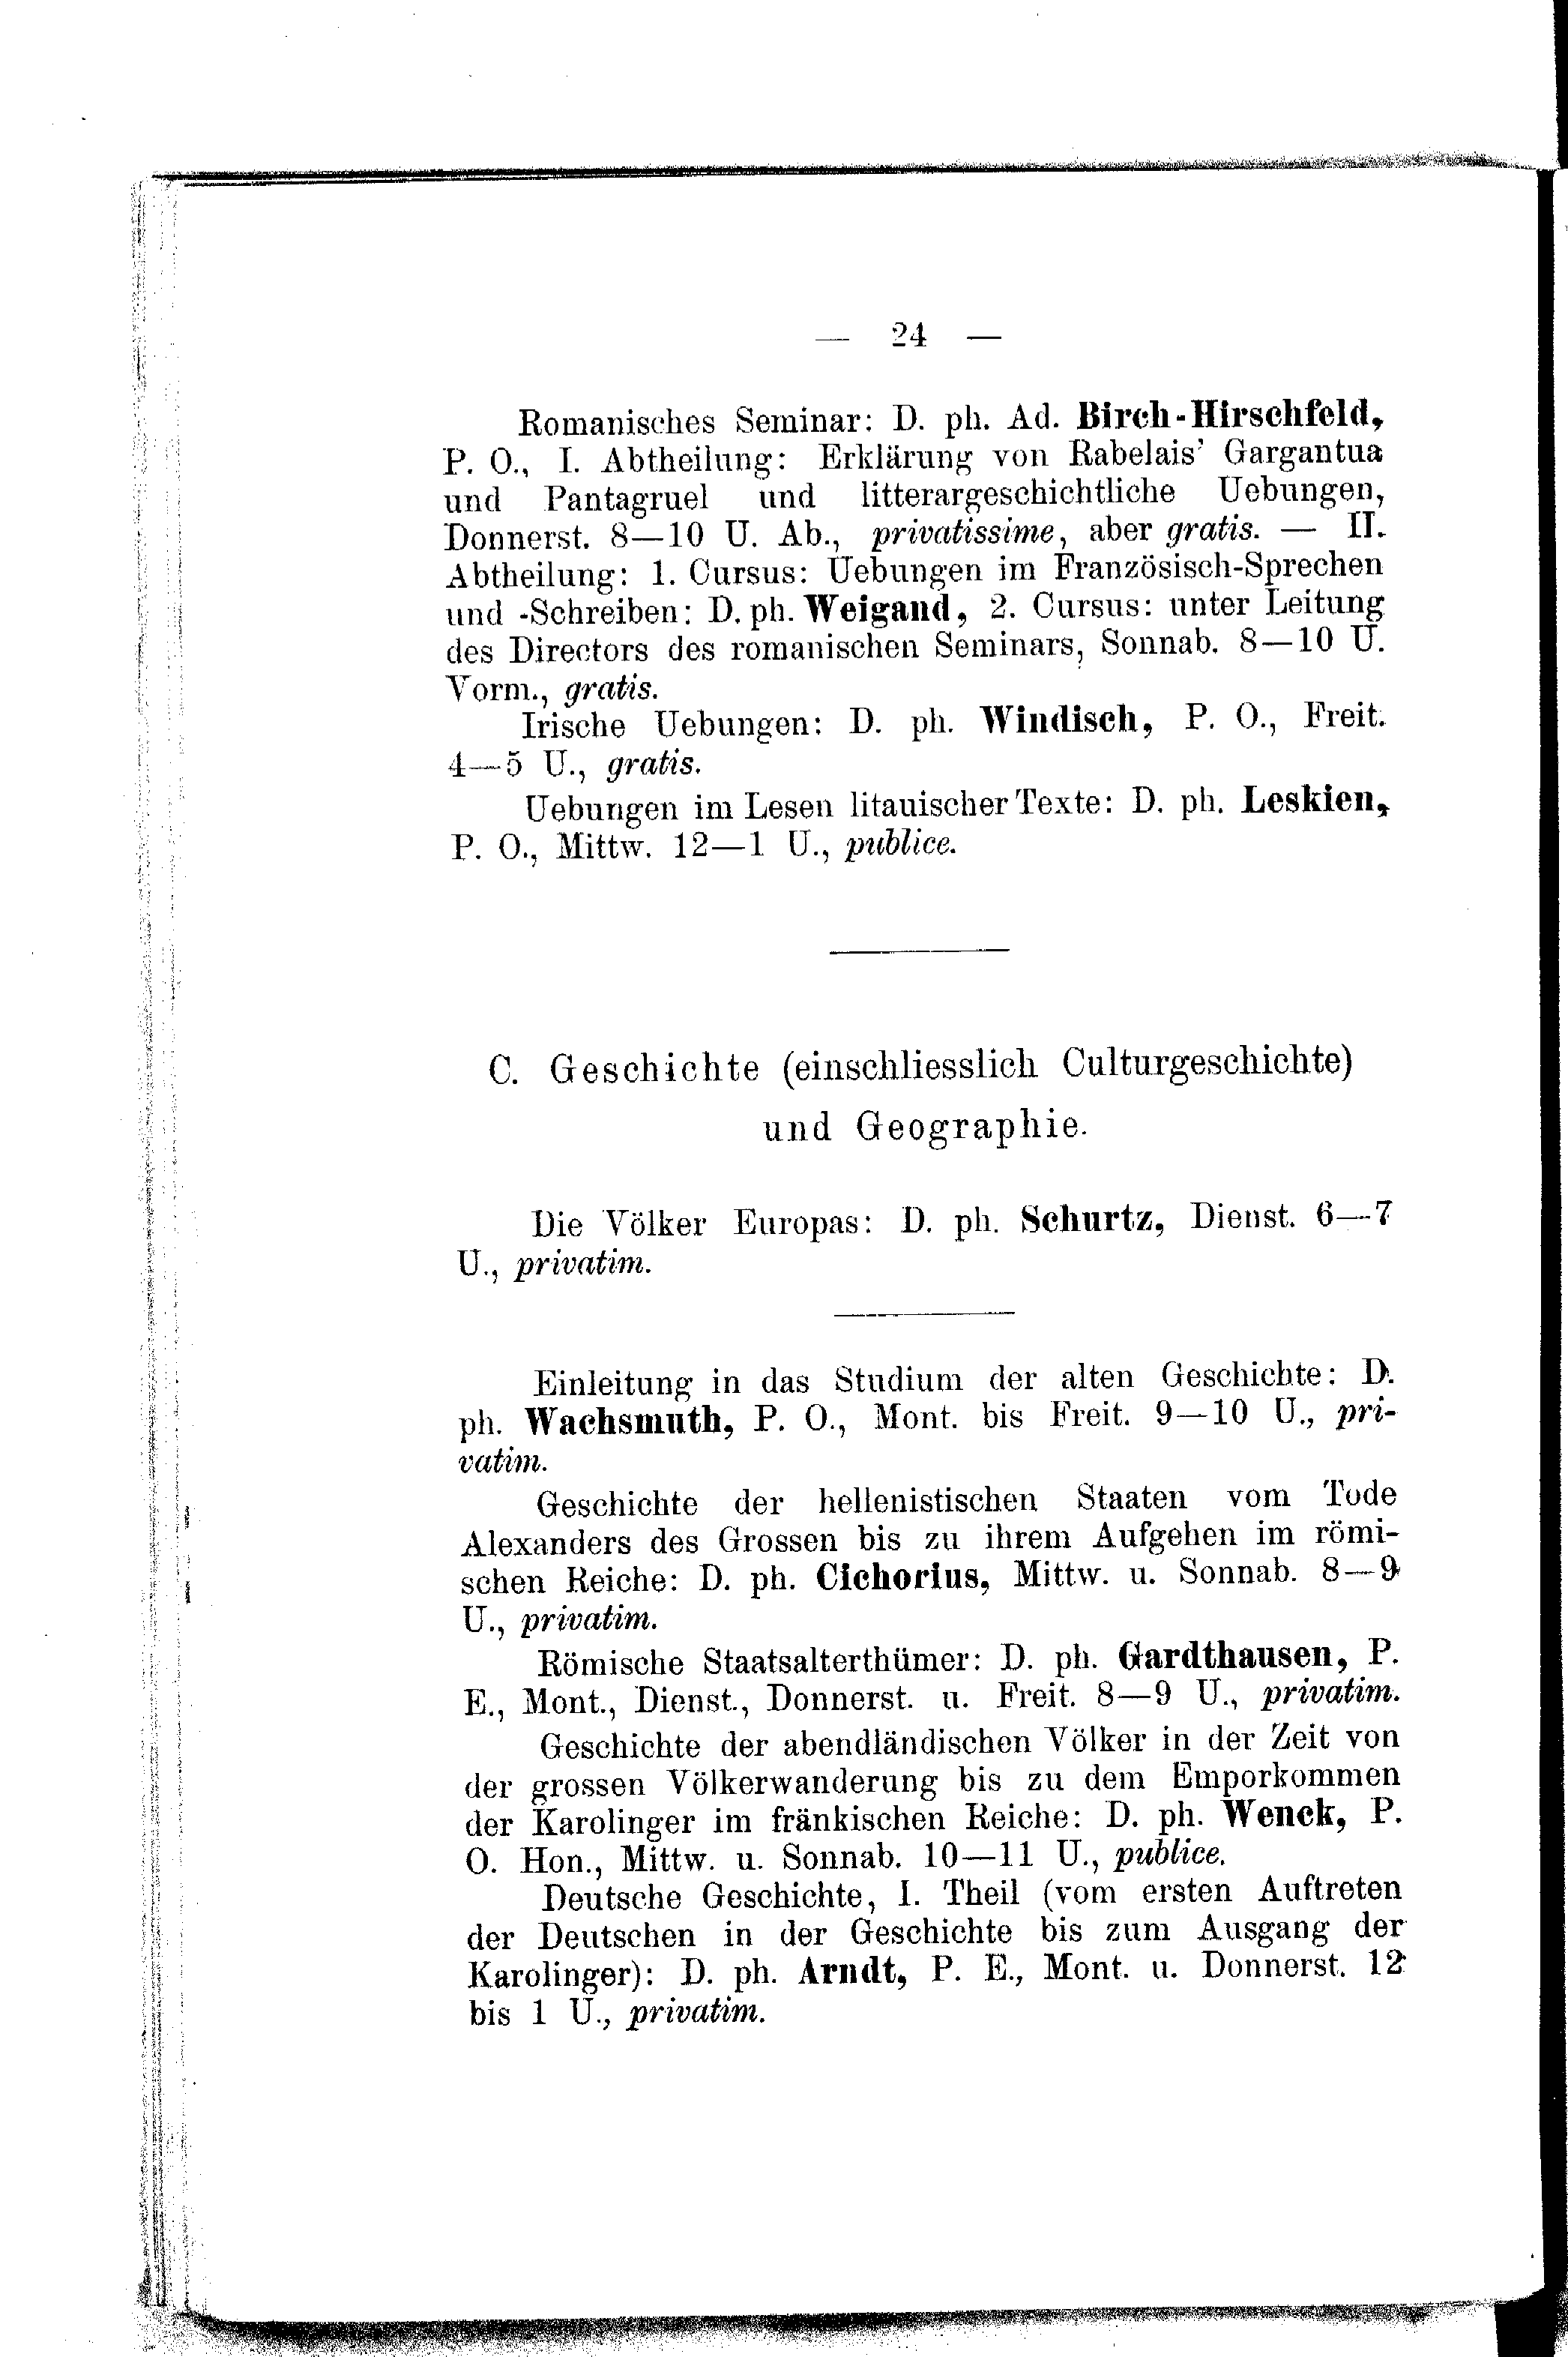 — 24 —
Romanisches Seminar: D. ph. Ad. Birch-Hirschfeld,
P. O., I. Abtheilung: Erklärung von Rabelais' Gargantua
und Pantagruel und litterargeschichtliche Uebungen,
Donnerst. 8—10 U. Ab., privatissime, aber gratis. — II.
Abtheilung: 1. Cursus: Uebungen im Französisch-Sprechen
und -Schreiben: D. ph. Weigand, 2. Cursus: unter Leitung
des Directors des romanischen Seminars, Sonnab. 8—10 U.
Vorm., gratis.
Irische Uebungen: D. ph. Windisch, P. O., Freit.
4—5 U., gratis.
Uebungen im Lesen litauischer Texte: D. ph. Leskien,
P. O., Mittw. 12—1 U., publice.
C. Geschichte (einschliesslich Culturgeschichte)
und Geographie.
Die Völker Europas: D. ph. Schurtz, Dienst. 6—7
U., privatim.
Einleitung in das Studium der alten Geschichte: D.
ph. Wachsmuth, P. O., Mont. bis Freit. 9—10 U., pri-
vatim.
Geschichte der hellenistischen Staaten vom Tode
Alexanders des Grossen bis zu ihrem Aufgehen im römi-
schen Reiche: D. ph. Cichorius, Mittw. u. Sonnab. 8—9
U., privatim.
Römische Staatsalterthümer: D. ph. Gardthausen, P.
E., Mont., Dienst., Donnerst. u. Freit. 8—9 U., privatim.
Geschichte der abendländischen Völker in der Zeit von
der grossen Völkerwanderung bis zu dem Emporkommen
der Karolinger im fränkischen Reiche: D. ph. Wenck, P.
O. Hon., Mittw. u. Sonnab. 10—11 U., publice.
Deutsche Geschichte, I. Theil (vom ersten Auftreten
der Deutschen in der Geschichte bis zum Ausgang der
Karolinger): D. ph. Arndt, P. E., Mont. u. Donnerst. 12
bis 1 U., privatim.